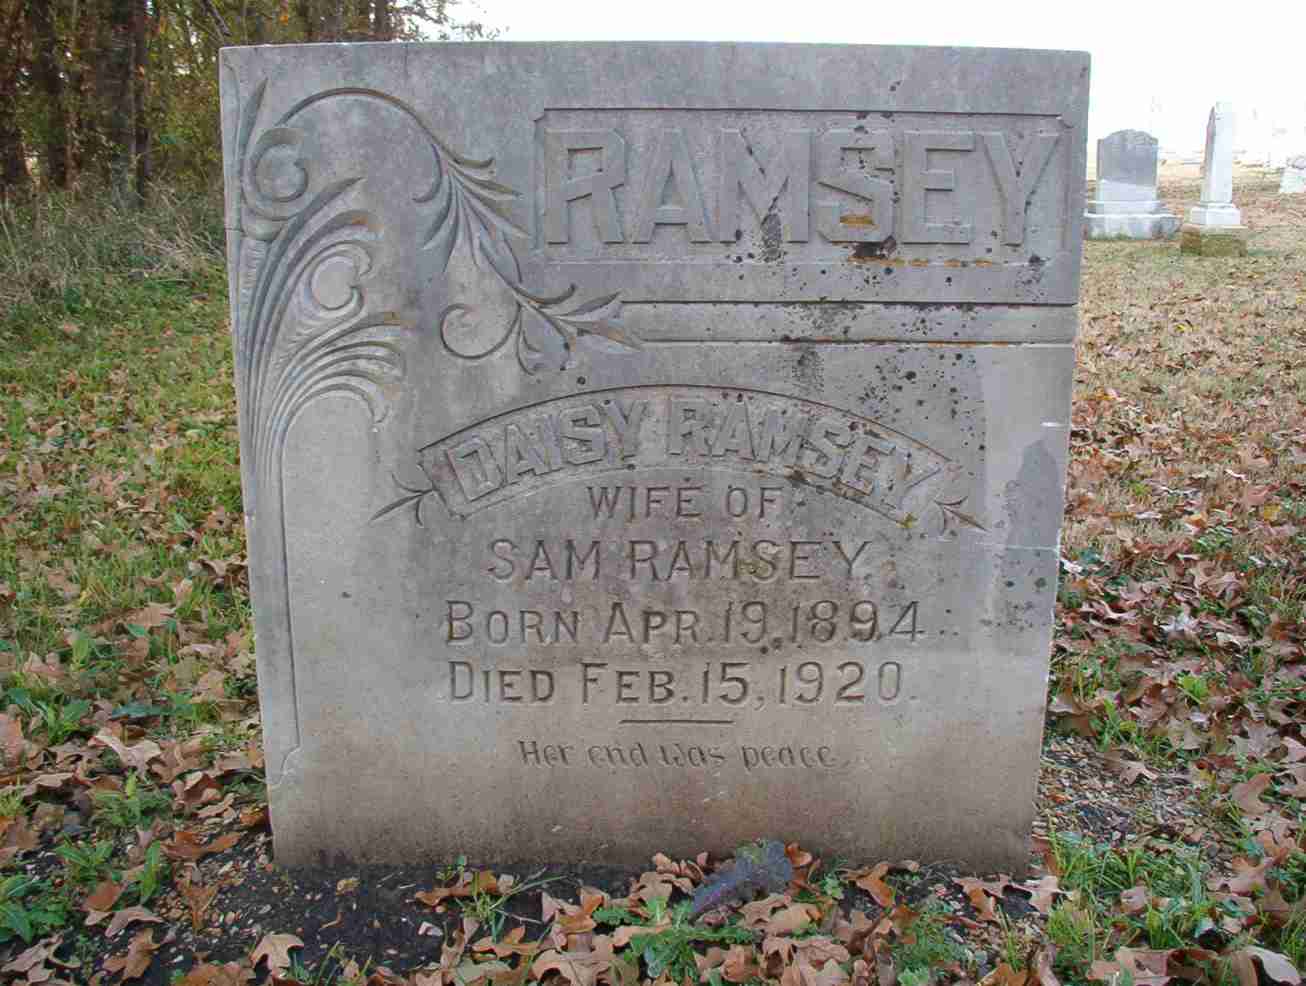 RAMSEY
DAISY RAMSEY
WIFE OF
SAM RAMSEY
BORN APR. 19, 1894
DIED FEB. 15, 1920.
Her end was peace